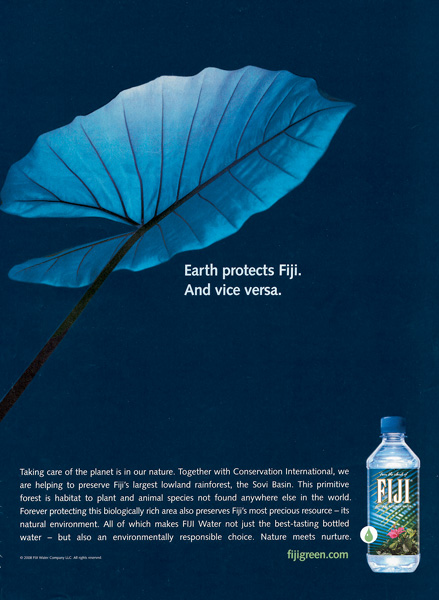 Earth protects Fiji.
And vice versa.
Taking care of the planet is in our nature. Together with Conservation International, we
are helping to preserve Fiji's largest lowland rainforest, the Sovi Basin. This primitive
forest is habitat to plant and animal species not found anywhere else in the world.
Forever protecting this biologically rich area also preserves Fiji's most precious resource – its
natural environment. All of which makes FIJI Water not just the best-tasting bottled
water – but also an environmentally responsible choice. Nature meets nurture.
fijigreen.com
© 2008 FIJI Water Company LLC. All rights reserved.
FIJI